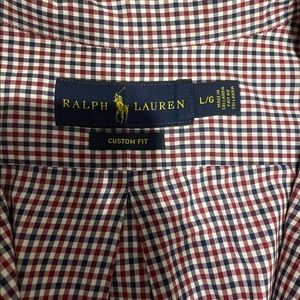 RALPH LAUREN
L/G
CUSTOM FIT